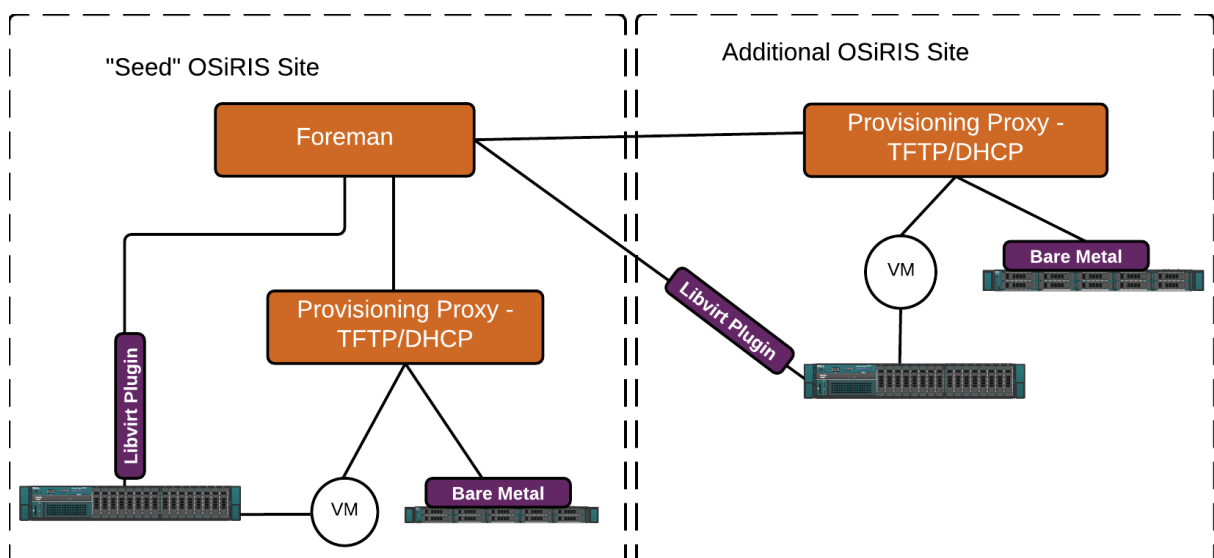 "Seed" OSiRIS Site
Foreman
Libvirt Plugin
Provisioning Proxy -
TFTP/DHCP
VM
Bare Metal
Additional OSiRIS Site
Provisioning Proxy -
TFTP/DHCP
VM
Bare Metal
Libvirt Plugin